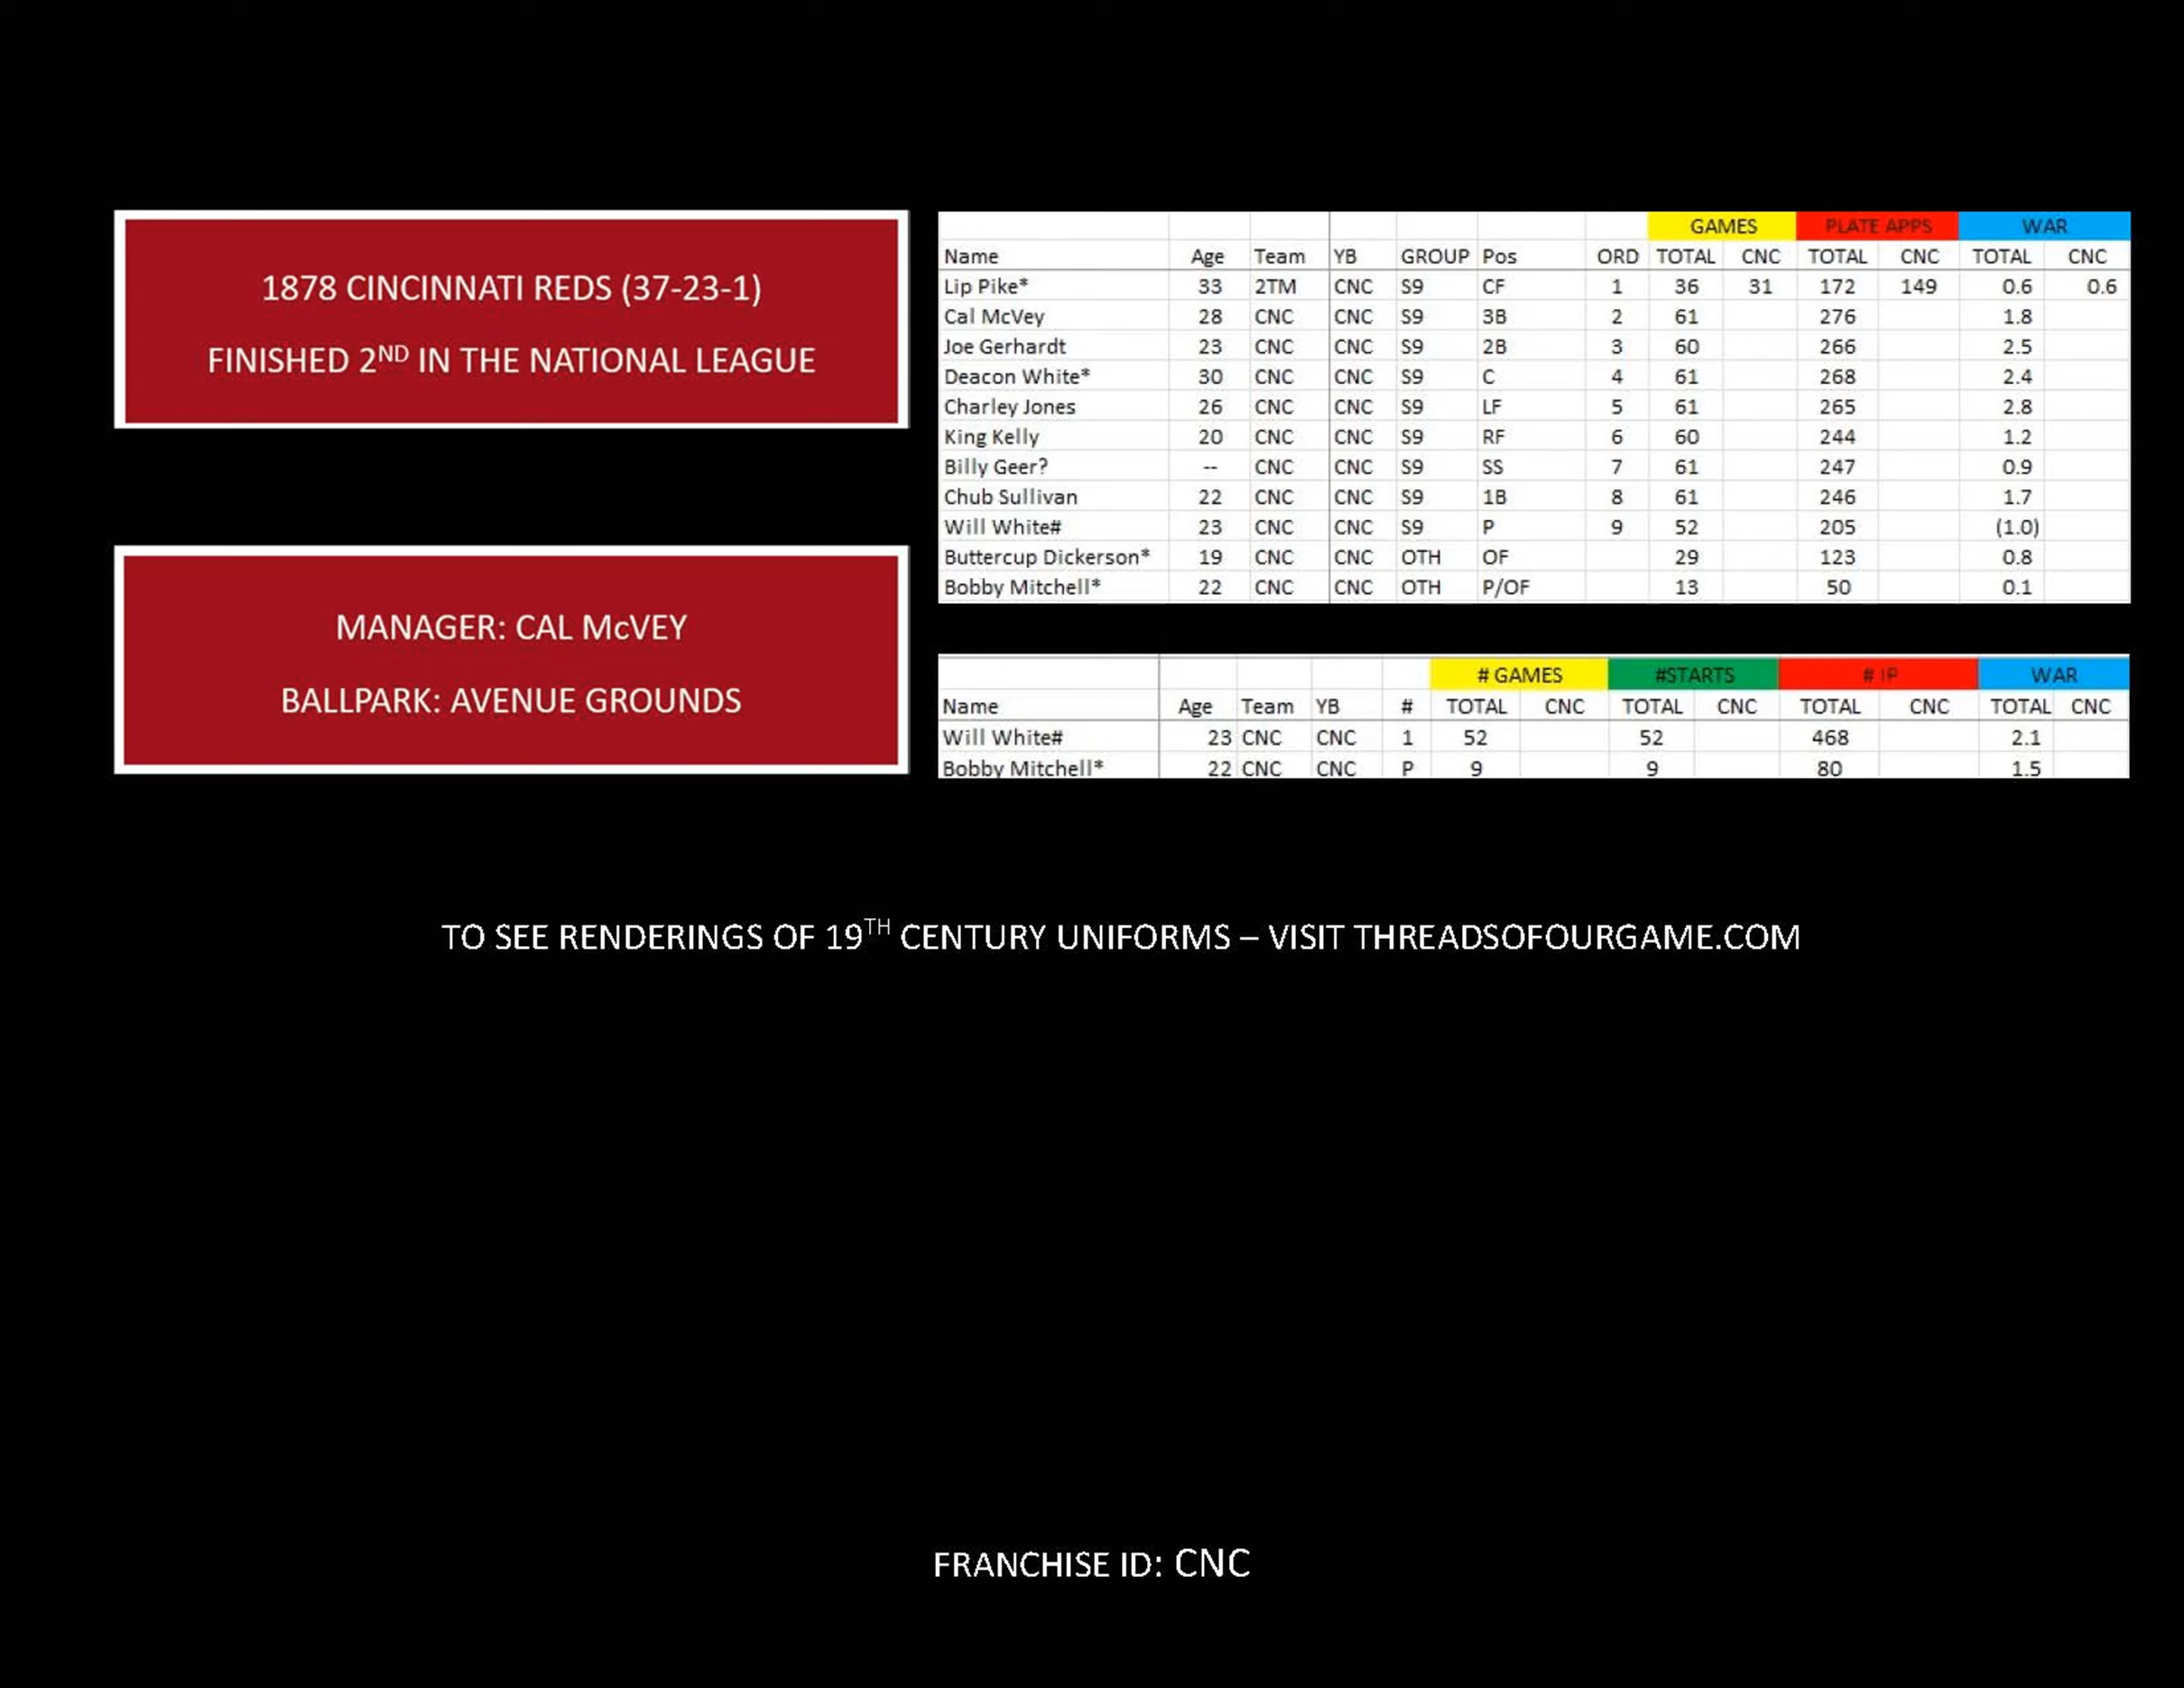 1878 CINCINNATI REDS (37-23-1)
FINISHED 2ND IN THE NATIONAL LEAGUE
MANAGER: CAL McVEY
BALLPARK: AVENUE GROUNDS
GAMES PLATE APPS WAR
Name Age Team YB GROUP Pos ORD TOTAL CNC TOTAL CNC TOTAL CNC
Lip Pike* 33 2TM CNC S9 CF 1 36 31 172 149 0.6 0.6
Cal McVey 28 CNC CNC S9 3B 2 61 276 1.8
Joe Gerhardt 23 CNC CNC S9 2B 3 60 266 2.5
Deacon White* 30 CNC CNC S9 C 4 61 268 2.4
Charley Jones 26 CNC CNC S9 LF 5 61 265 2.8
King Kelly 20 CNC CNC S9 RF 6 60 244 1.2
Billy Geer? -- CNC CNC S9 SS 7 61 247 0.9
Chub Sullivan 22 CNC CNC S9 1B 8 61 246 1.7
Will White# 23 CNC CNC S9 P 9 52 205 (1.0)
Buttercup Dickerson* 19 CNC CNC OTH OF 29 123 0.8
Bobby Mitchell* 22 CNC CNC OTH P/OF 13 50 0.1
# GAMES #STARTS # IP WAR
Name Age Team YB # TOTAL CNC TOTAL CNC TOTAL CNC TOTAL CNC
Will White# 23 CNC CNC 1 52 52 468 2.1
Bobby Mitchell* 22 CNC CNC P 9 9 80 1.5
TO SEE RENDERINGS OF 19TH CENTURY UNIFORMS – VISIT THREADSOFOURGAME.COM
FRANCHISE ID: CNC